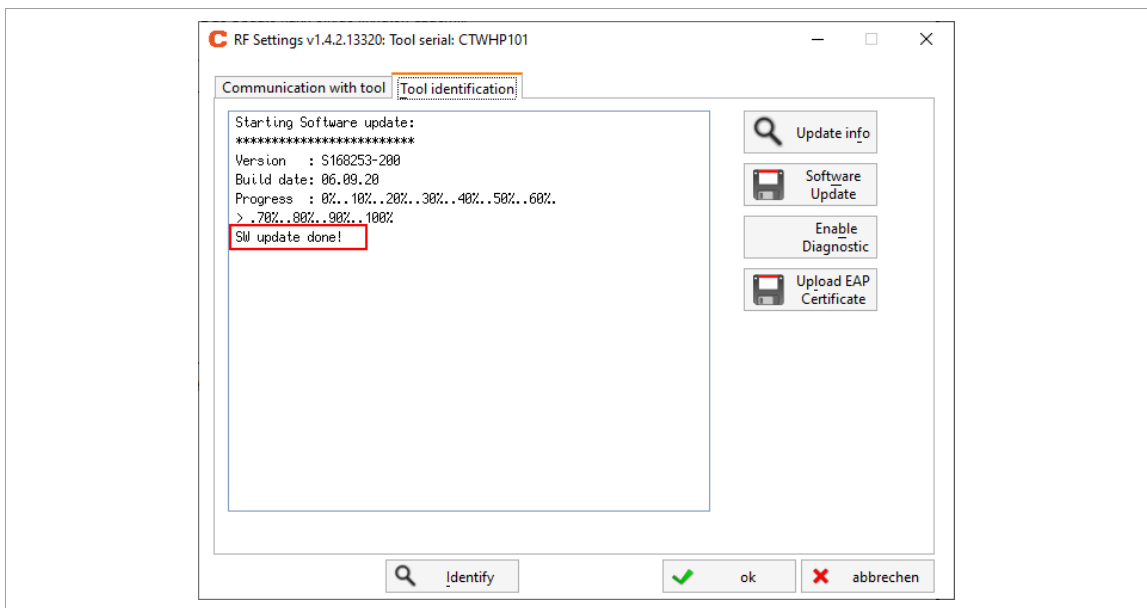 RF Settings v1.4.2.13320: Tool serial: CTWHP101
Communication with tool
Tool identification
Starting Software update:
*************************
Version : S168253-200
Build date: 06.09.20
Progress : 0%..10%..20%..30%..40%..50%..60%.
> .70%..80%..90%..100%
SW update done!
Update info
Software
Update
Enable
Diagnostic
Upload EAP
Certificate
Identify
ok
abbrechen